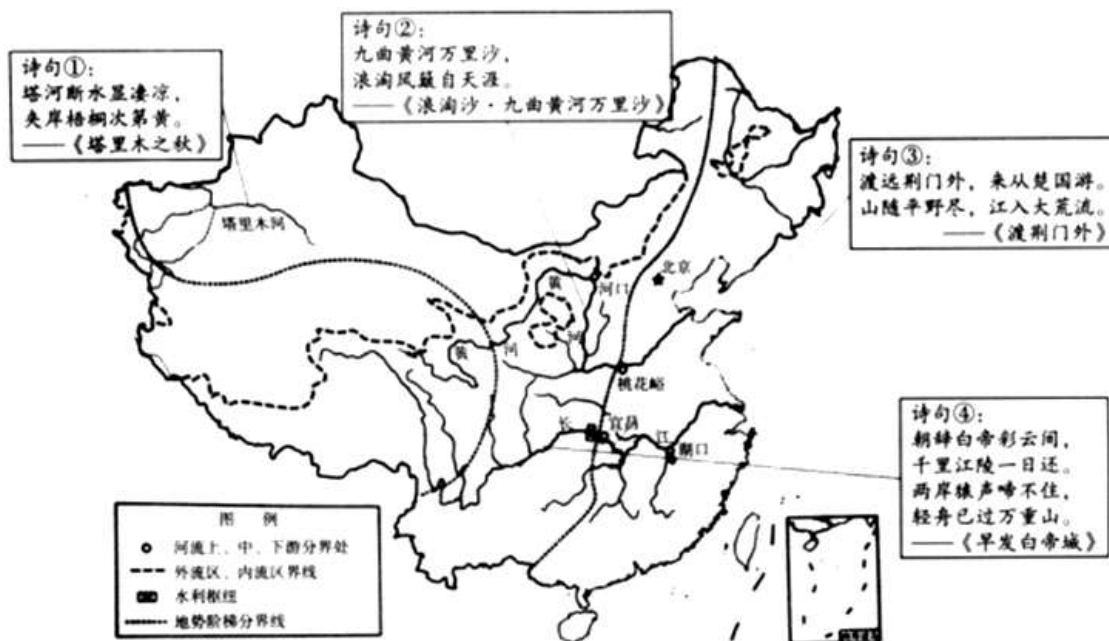 诗句①：
塔河断水显凄凉，
夹岸梧桐次第黄。
——《塔里木之秋》
诗句②：
九曲黄河万里沙，
浪淘风簸自天涯。
——《浪淘沙·九曲黄河万里沙》
诗句③：
渡远荆门外，来从楚国游。
山随平野尽，江入大荒流。
——《渡荆门外》
塔里木河
黄
河口
北京
黄
河
河
桃花峪
长
宜昌
江
湖口
诗句④：
朝辞白帝彩云间，
千里江陵一日还。
两岸猿声啼不住，
轻舟已过万重山。
——《早发白帝城》
图 例
河流上、中、下游分界处
外流区、内流区界线
水利枢纽
地势阶梯分界线